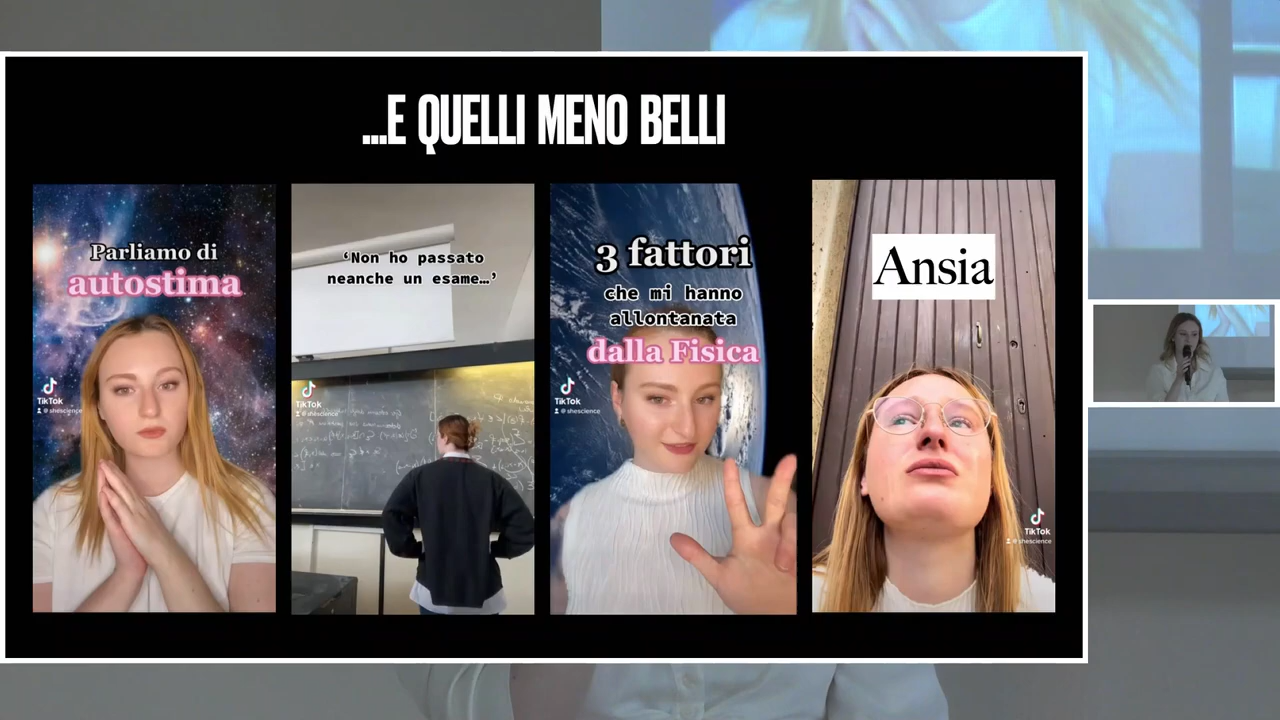 ...E QUELLI MENO BELLI
Parliamo di
autostima
TikTok
@shescience
‘Non ho passato
neanche un esame…’
TikTok
@shescience
3 fattori
che mi hanno
allontanata
dalla Fisica
TikTok
@shescience
Ansia
TikTok
@shescience